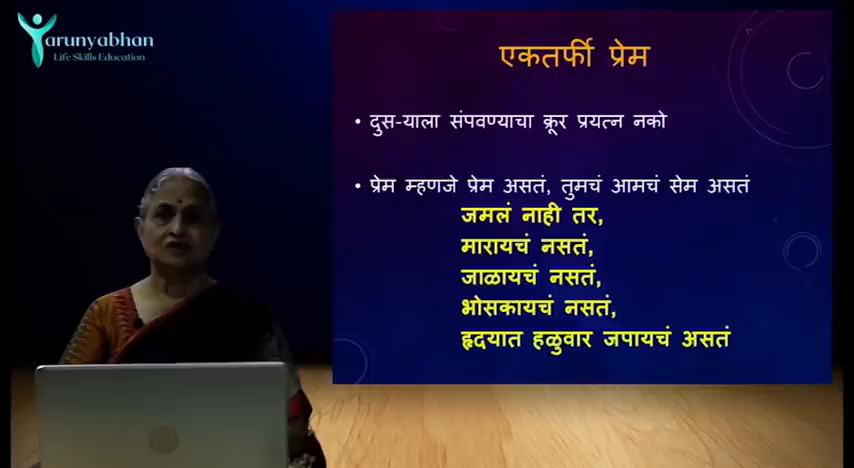 Tarunyabhan
Life Skills Education
एकतर्फी प्रेम
• दुस-याला संपवण्याचा क्रूर प्रयत्न नको
• प्रेम म्हणजे प्रेम असतं, तुमचं आमचं सेम असतं
जमलं नाही तर,
मारायचं नसतं,
जाळायचं नसतं,
भोसकायचं नसतं,
हृदयात हळुवार जपायचं असतं